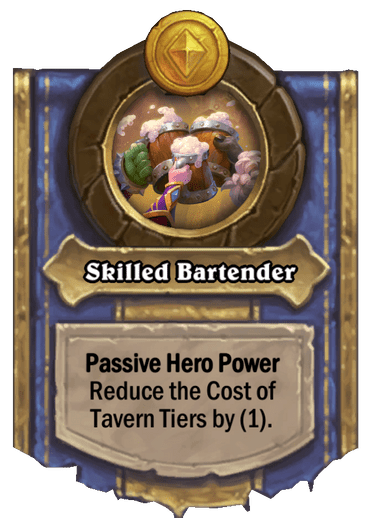 Skilled Bartender
Passive Hero Power
Reduce the Cost of
Tavern Tiers by (1).